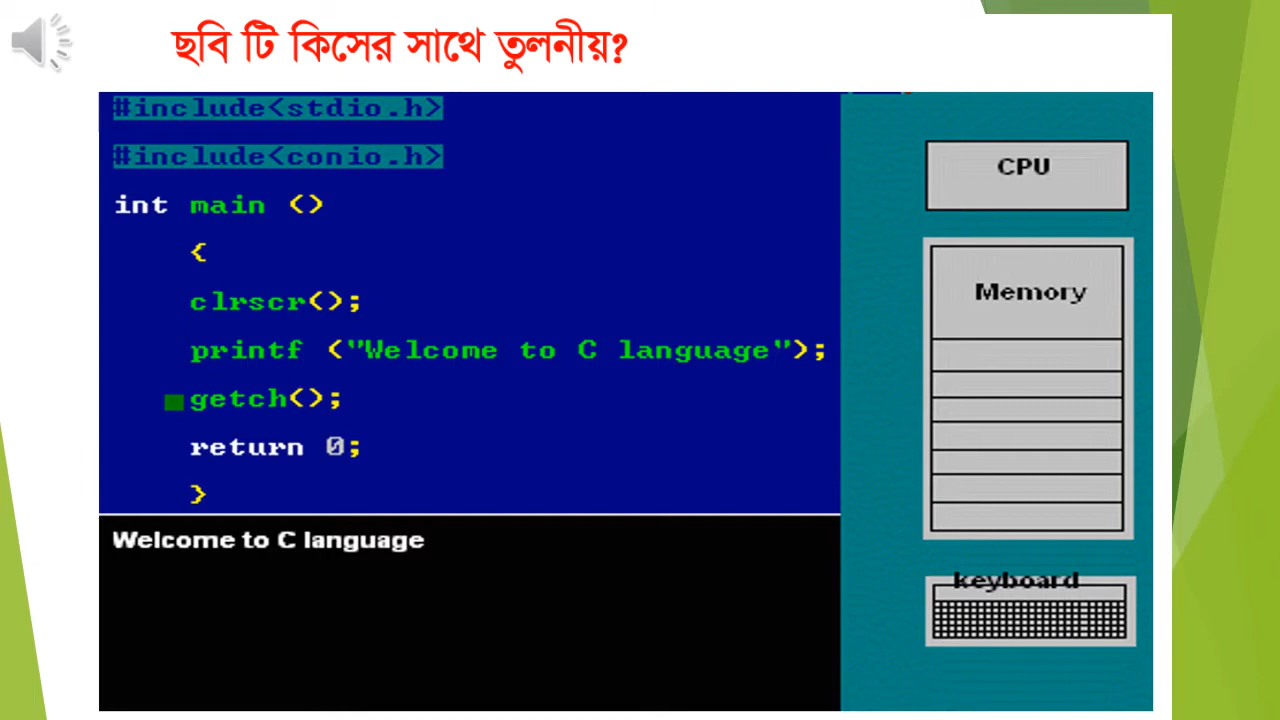 ছবি টি কিসের সাথে তুলনীয়?
#include<stdio.h>
#include<conio.h>
int main ()
{
clrscr();
printf ("Welcome to C language");
getch();
return 0;
}
Welcome to C language
CPU
Memory
keyboard